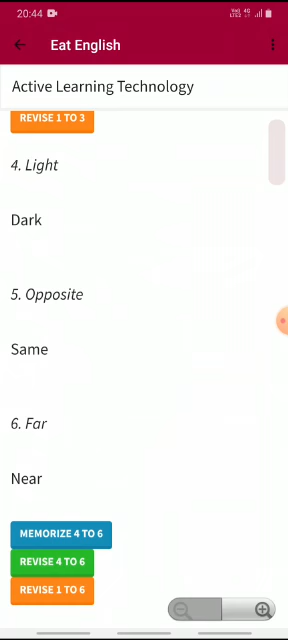 20:44
Eat English
Active Learning Technology
REVISE 1 TO 3
4. Light
Dark
5. Opposite
Same
6. Far
Near
MEMORIZE 4 TO 6
REVISE 4 TO 6
REVISE 1 TO 6